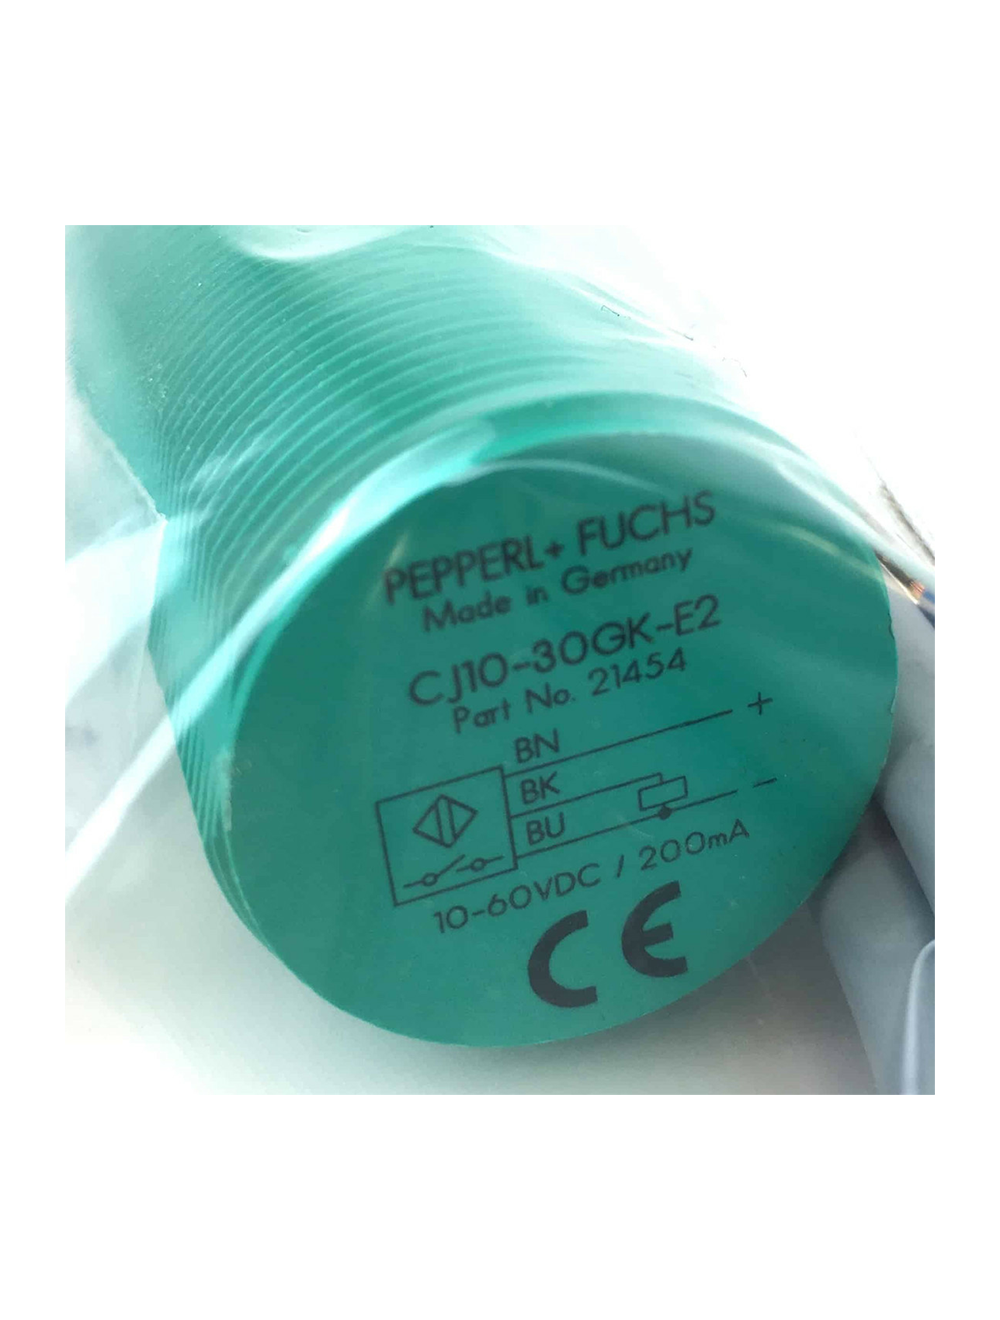 PEPPERL+ FUCHS
Made in Germany
CJ10-30GK-E2
Part No. 21454
BN +
BK
BU -
10-60VDC / 200mA
CE